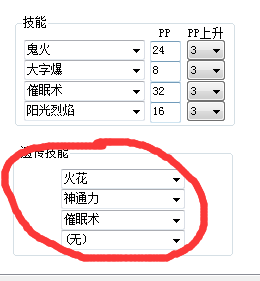 技能
PP PP上升
鬼火 24 3
大字爆 8 3
催眠术 32 3
阳光烈焰 16 3
遗传技能
火花
神通力
催眠术
(无)